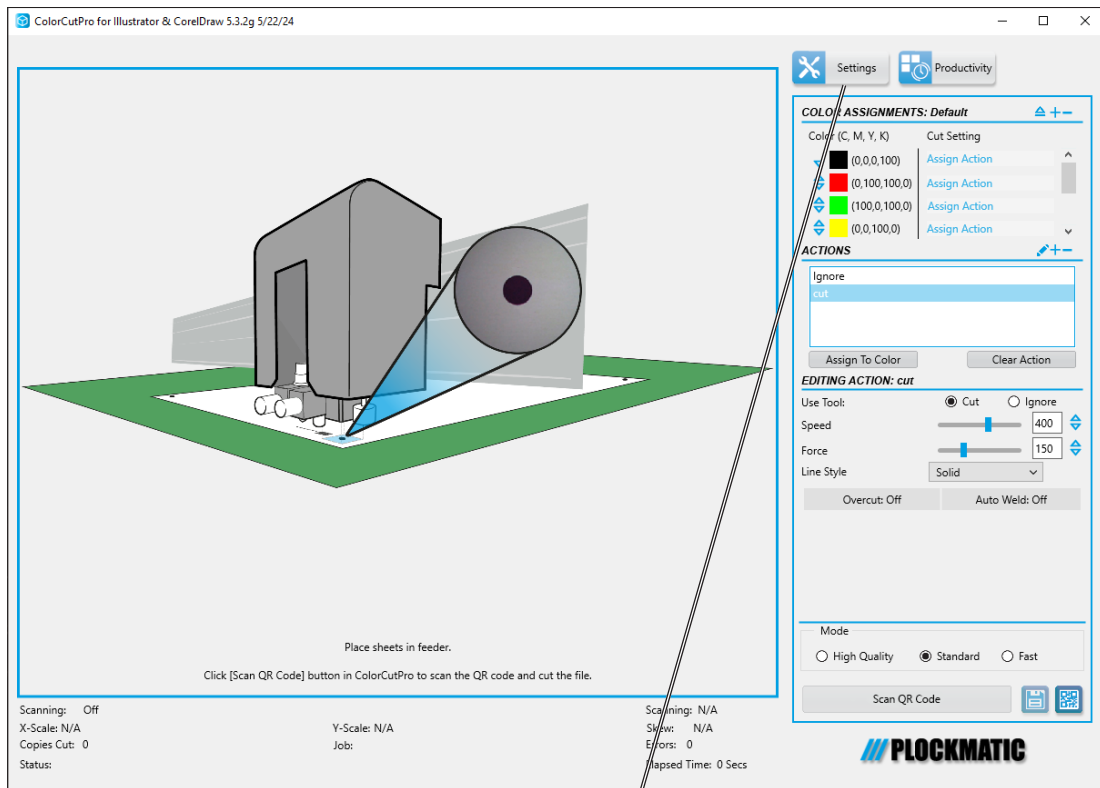 ColorCutPro for Illustrator & CorelDraw 5.3.2g 5/22/24
Settings
Productivity
COLOR ASSIGNMENTS: Default
Color (C, M, Y, K)
Cut Setting
(0,0,0,100)
Assign Action
(0,100,100,0)
Assign Action
(100,0,100,0)
Assign Action
(0,0,100,0)
Assign Action
ACTIONS
Ignore
cut
Assign To Color
Clear Action
EDITING ACTION: cut
Use Tool:
Cut
Ignore
Speed
400
Force
150
Line Style
Solid
Overcut: Off
Auto Weld: Off
Place sheets in feeder.
Click [Scan QR Code] button in ColorCutPro to scan the QR code and cut the file.
Mode
High Quality
Standard
Fast
Scan QR Code
Scanning: Off
Scanning: N/A
X-Scale: N/A
Y-Scale: N/A
Skew: N/A
Copies Cut: 0
Job:
Errors: 0
Status:
Elapsed Time: 0 Secs
PLOCKMATIC